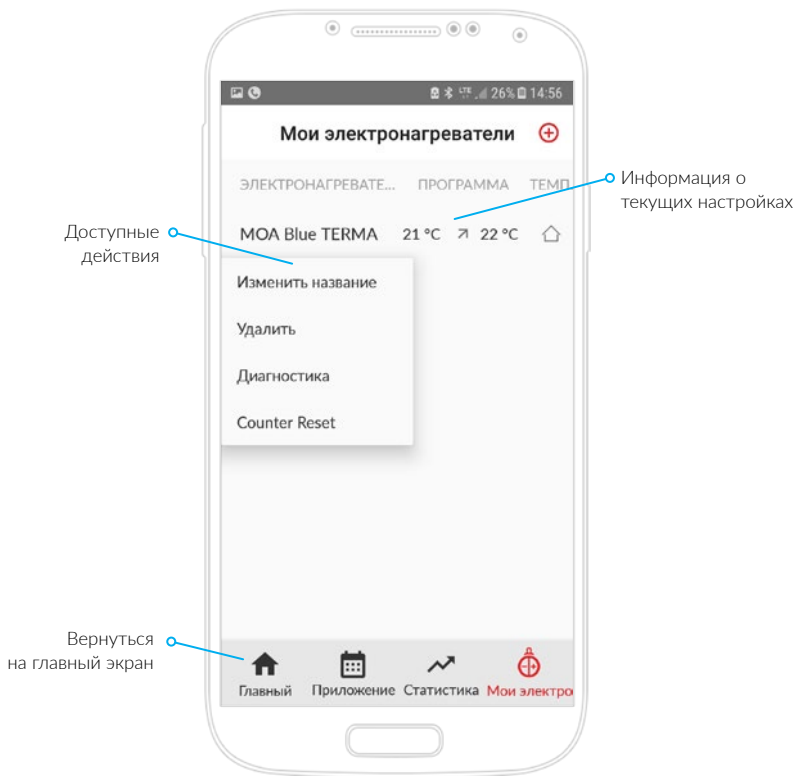 LTE 26% 14:56
Мои электронагреватели
ЭЛЕКТРОНАГРЕВАТЕ... ПРОГРАММА ТЕМП
Информация о
текущих настройках
Доступные
действия
MOA Blue TERMA 21 °C 22 °C
Изменить название
Удалить
Диагностика
Counter Reset
Вернуться
на главный экран
Главный Приложение Статистика Мои электро